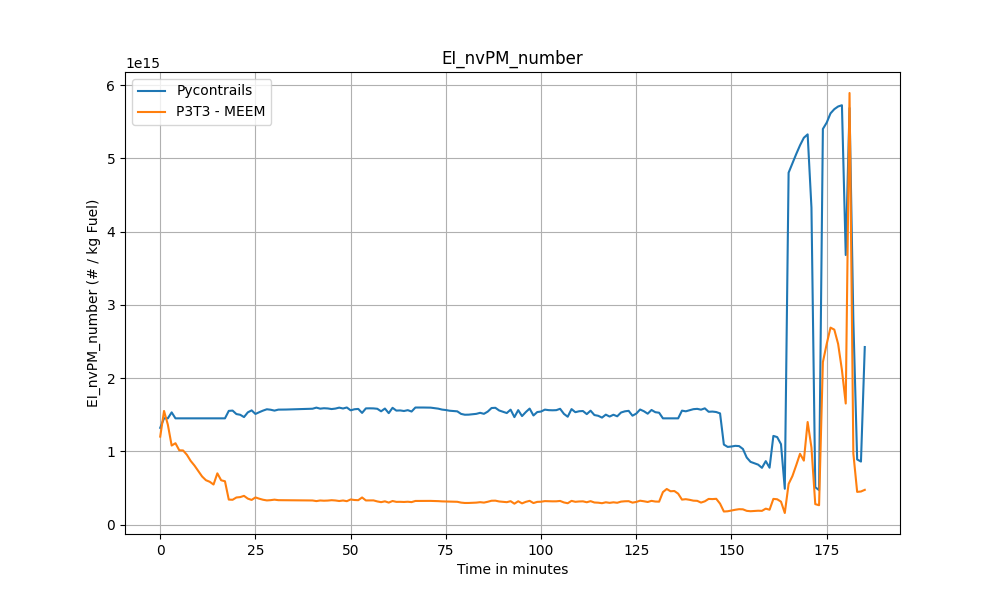 EI_nvPM_number
1e15
Pycontrails
P3T3 - MEEM
6
5
4
3
2
1
0
EI_nvPM_number (# / kg Fuel)
0 25 50 75 100 125 150 175
Time in minutes